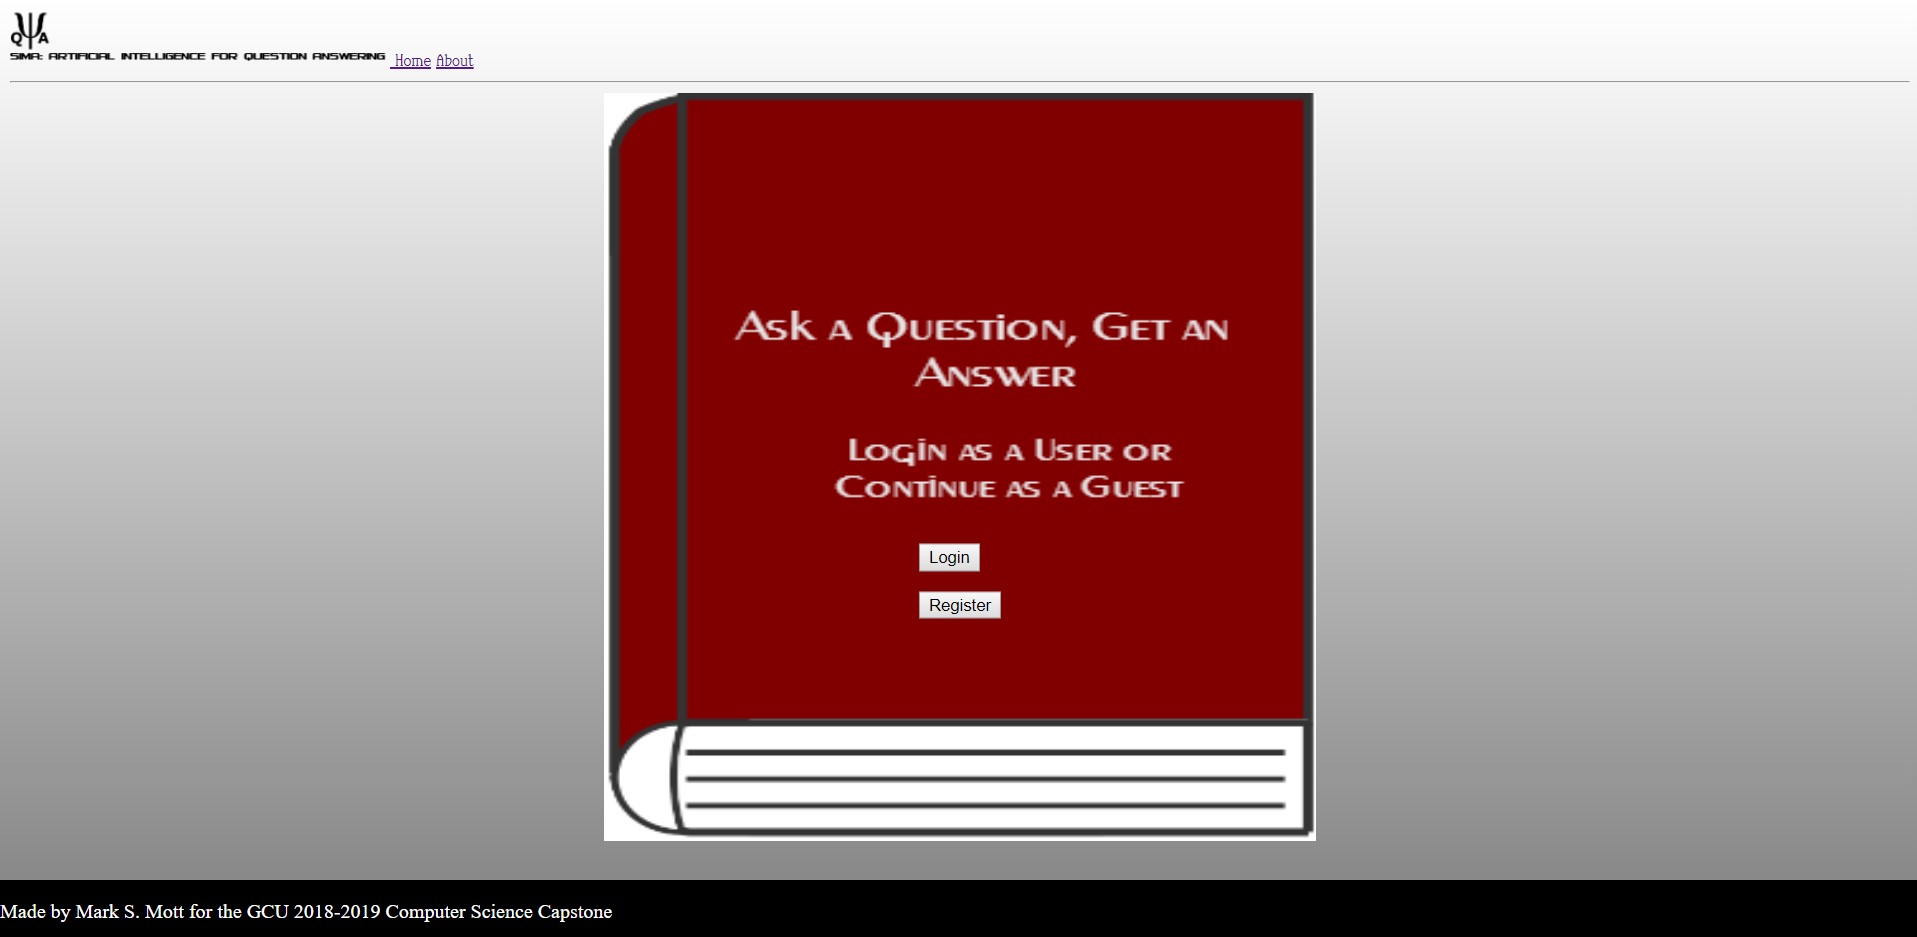 QA
SIMA: ARTIFICIAL INTELLIGENCE FOR QUESTION ANSWERING Home About
Ask a Question, Get an
Answer
Login as a User or
Continue as a Guest
Login
Register
Made by Mark S. Mott for the GCU 2018-2019 Computer Science Capstone